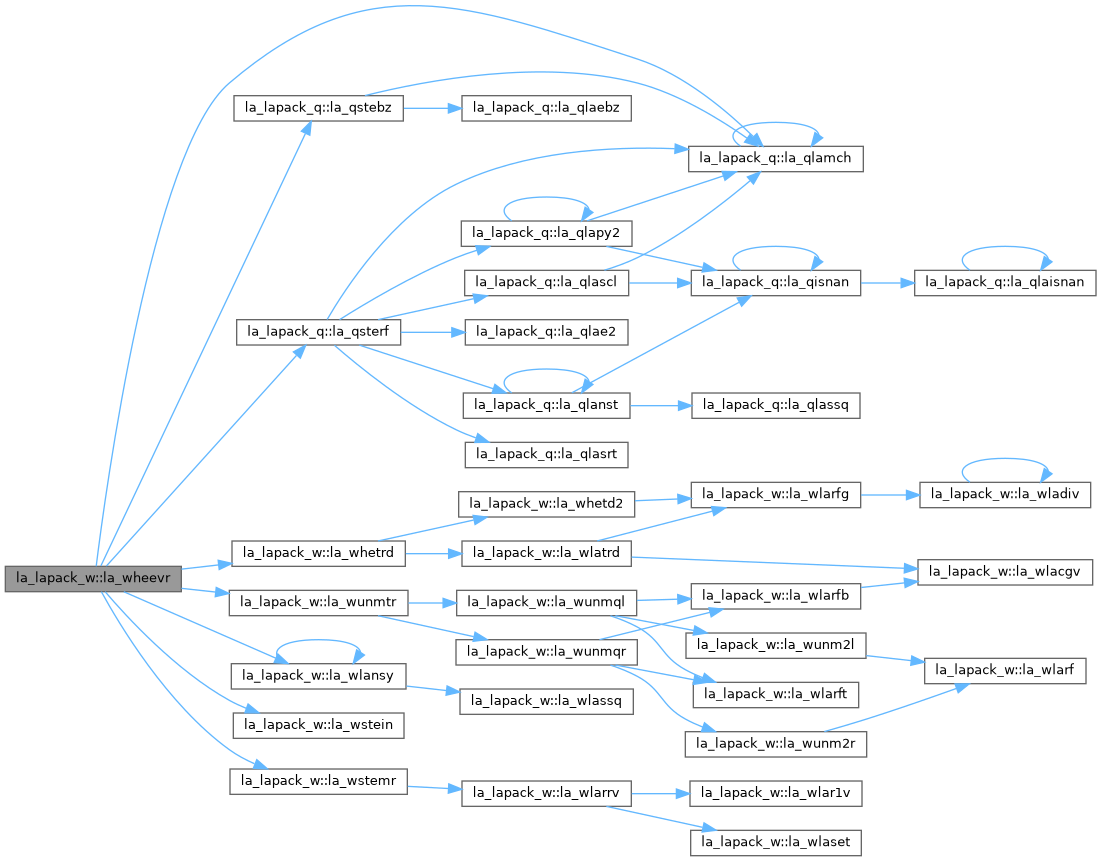 la_lapack_w::la_wheevr
la_lapack_q::la_qstebz
la_lapack_q::la_qlaebz
la_lapack_q::la_qlamch
la_lapack_q::la_qsterf
la_lapack_q::la_qlapy2
la_lapack_q::la_qlascl
la_lapack_q::la_qisnan
la_lapack_q::la_qlaisnan
la_lapack_q::la_qlae2
la_lapack_q::la_qlanst
la_lapack_q::la_qlassq
la_lapack_q::la_qlasrt
la_lapack_w::la_whetrd
la_lapack_w::la_whetd2
la_lapack_w::la_wlarfg
la_lapack_w::la_wladiv
la_lapack_w::la_wlatrd
la_lapack_w::la_wlacgv
la_lapack_w::la_wunmtr
la_lapack_w::la_wunmql
la_lapack_w::la_wlarfb
la_lapack_w::la_wunmqr
la_lapack_w::la_wunm2l
la_lapack_w::la_wlarf
la_lapack_w::la_wlarft
la_lapack_w::la_wunm2r
la_lapack_w::la_wlansy
la_lapack_w::la_wlassq
la_lapack_w::la_wstein
la_lapack_w::la_wstemr
la_lapack_w::la_wlarrv
la_lapack_w::la_wlar1v
la_lapack_w::la_wlaset